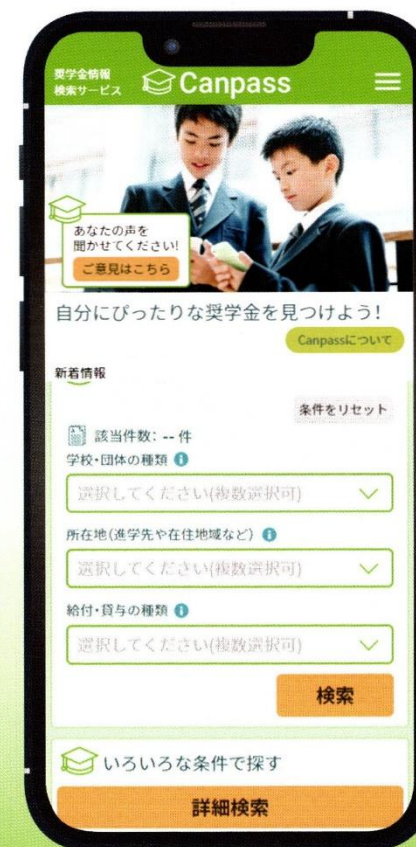 奨学金情報
検索サービス
Canpass
あなたの声を
聞かせてください!
ご意見はこちら
自分にぴったりな奨学金を見つけよう!
Canpassについて
新着情報
条件をリセット
該当件数: -- 件
学校・団体の種類 i
選択してください(複数選択可)
所在地(進学先や在住地域など) i
選択してください(複数選択可)
給付・貸与の種類 i
選択してください(複数選択可)
検索
いろいろな条件で探す
詳細検索